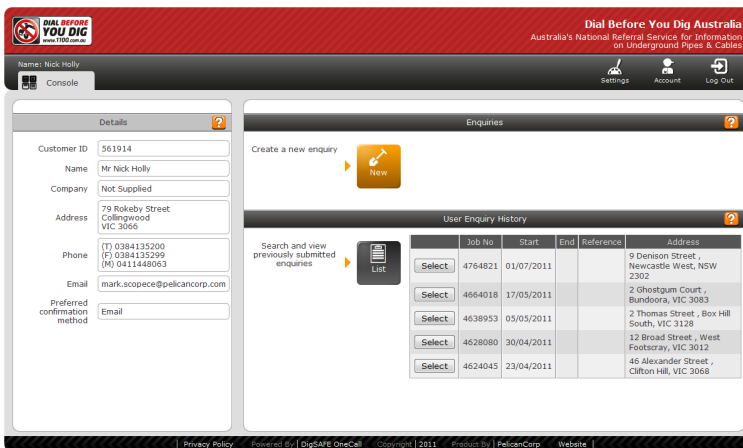 DIAL BEFORE
YOU DIG
www.1100.com.au
Dial Before You Dig Australia
Australia's National Referral Service for Information
on Underground Pipes & Cables
Name: Nick Holly
Console
Settings
Account
Log Out
Details
?
Customer ID 561914
Name Mr Nick Holly
Company Not Supplied
Address
79 Rokeby Street
Collingwood
VIC 3066
Phone
(T) 0384135200
(F) 0384135299
(M) 0411448063
Email mark.scopece@pelicancorp.com
Preferred
confirmation
method
Email
Enquiries
?
Create a new enquiry
New
User Enquiry History
?
Search and view
previously submitted
enquiries
List
Job No Start End Reference Address
Select 4764821 01/07/2011
9 Denison Street ,
Newcastle West, NSW
2302
Select 4664018 17/05/2011
2 Ghostgum Court ,
Bundoora, VIC 3083
Select 4638953 05/05/2011
2 Thomas Street , Box Hill
South, VIC 3128
Select 4628080 30/04/2011
12 Broad Street , West
Footscray, VIC 3012
Select 4624045 23/04/2011
46 Alexander Street ,
Clifton Hill, VIC 3068
| Privacy Policy Powered By | DigSAFE OneCall Copyright | 2011 Product By | PelicanCorp Website |